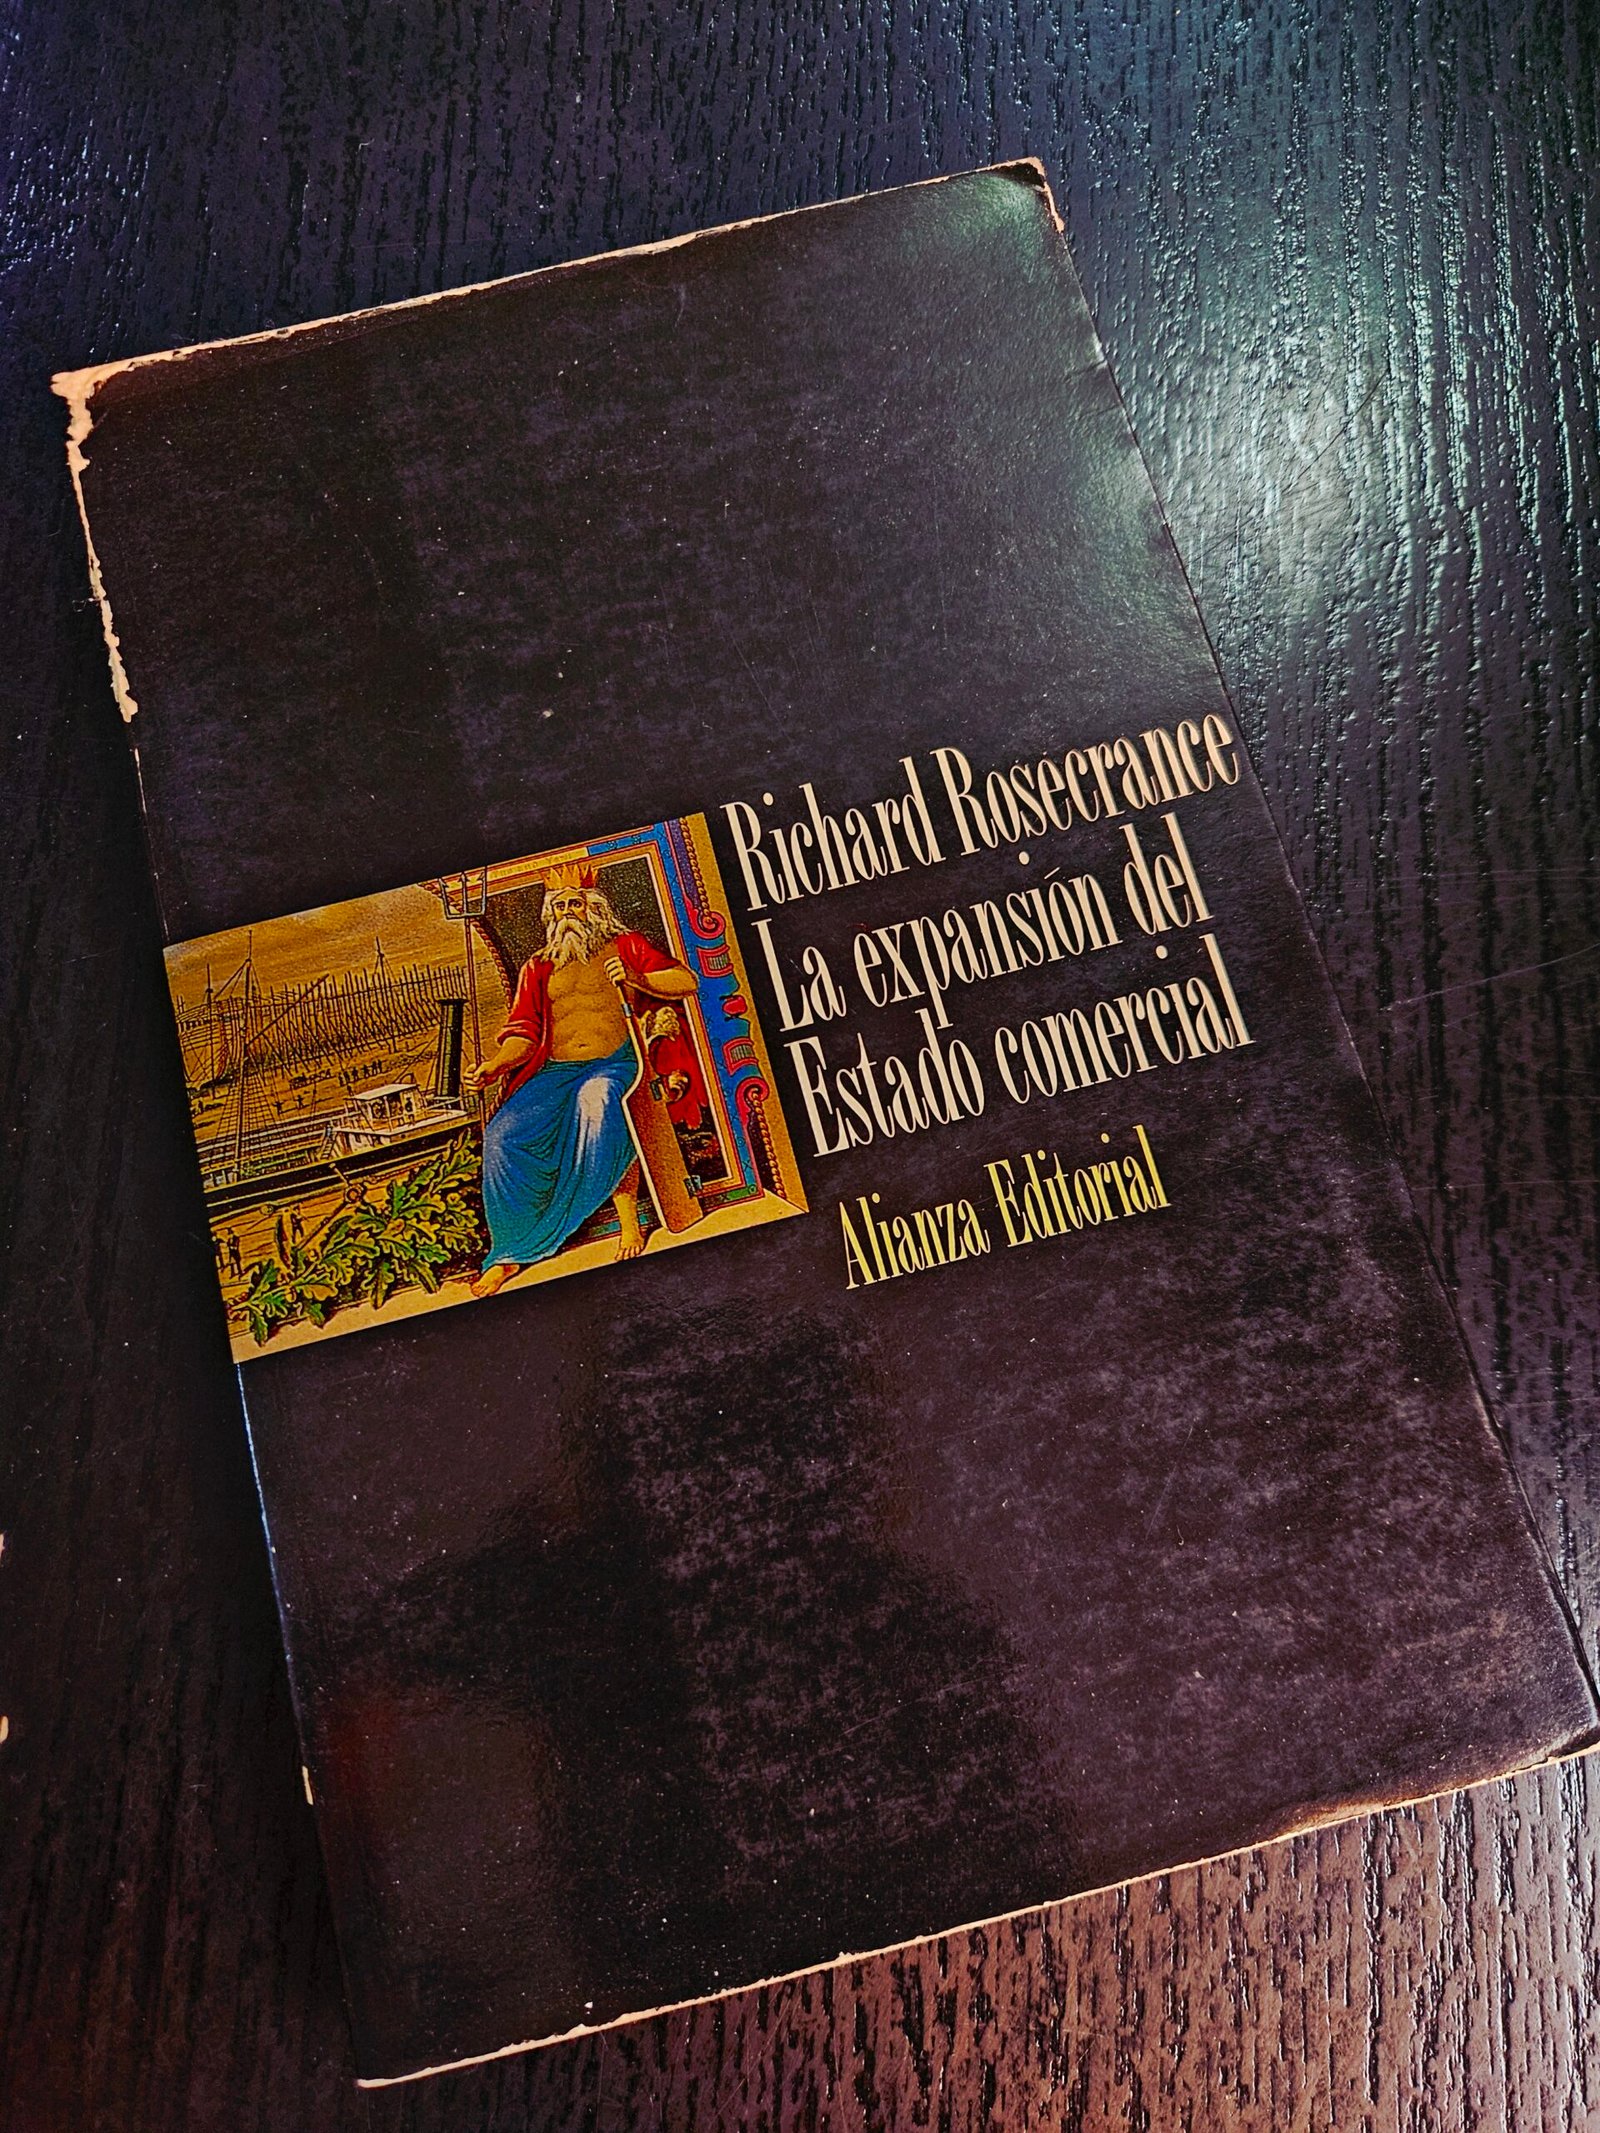 Richard Rosecrance
La expansión del
Estado comercial
Alianza Editorial